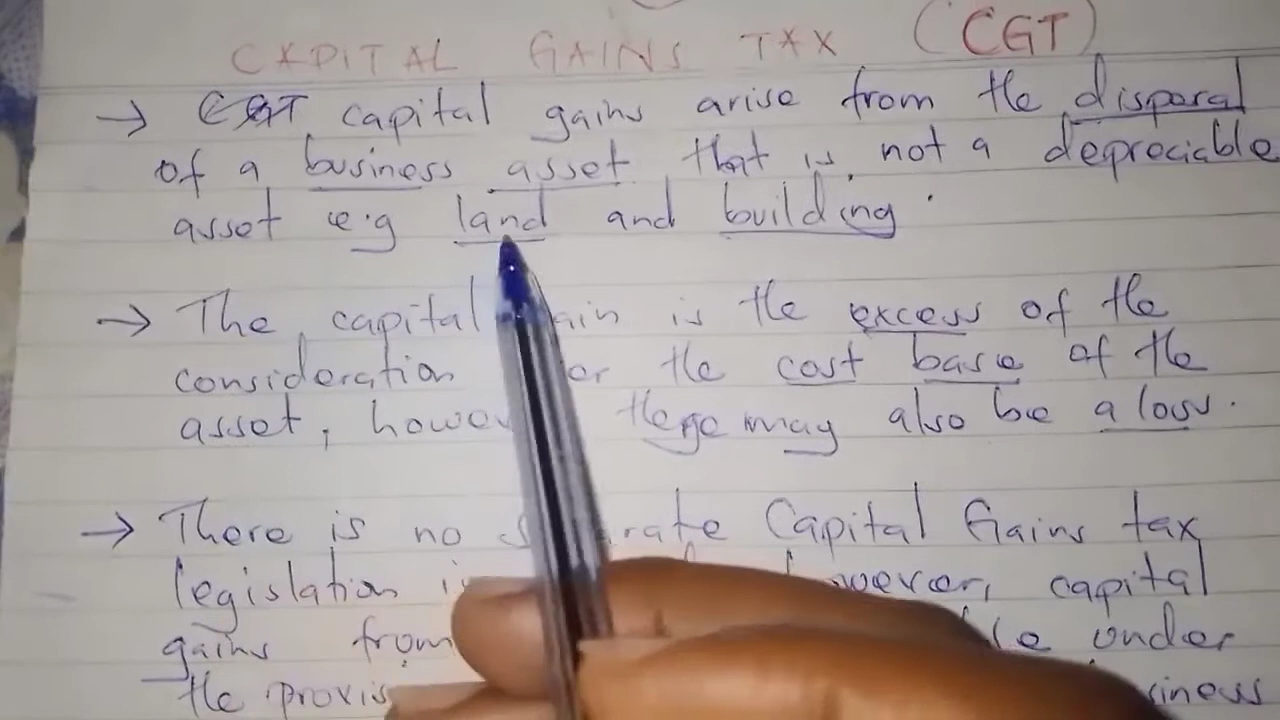 CAPITAL GAINS TAX (CGT)
→ capital gains arise from the disposal
of a business asset that is not a depreciable
asset e.g land and building.
→ The capital is the excess of the
consideration the cost base of the
asset, there may also be a loss.
→ There is no Capital Gains tax
legislation capital
gains from under
the